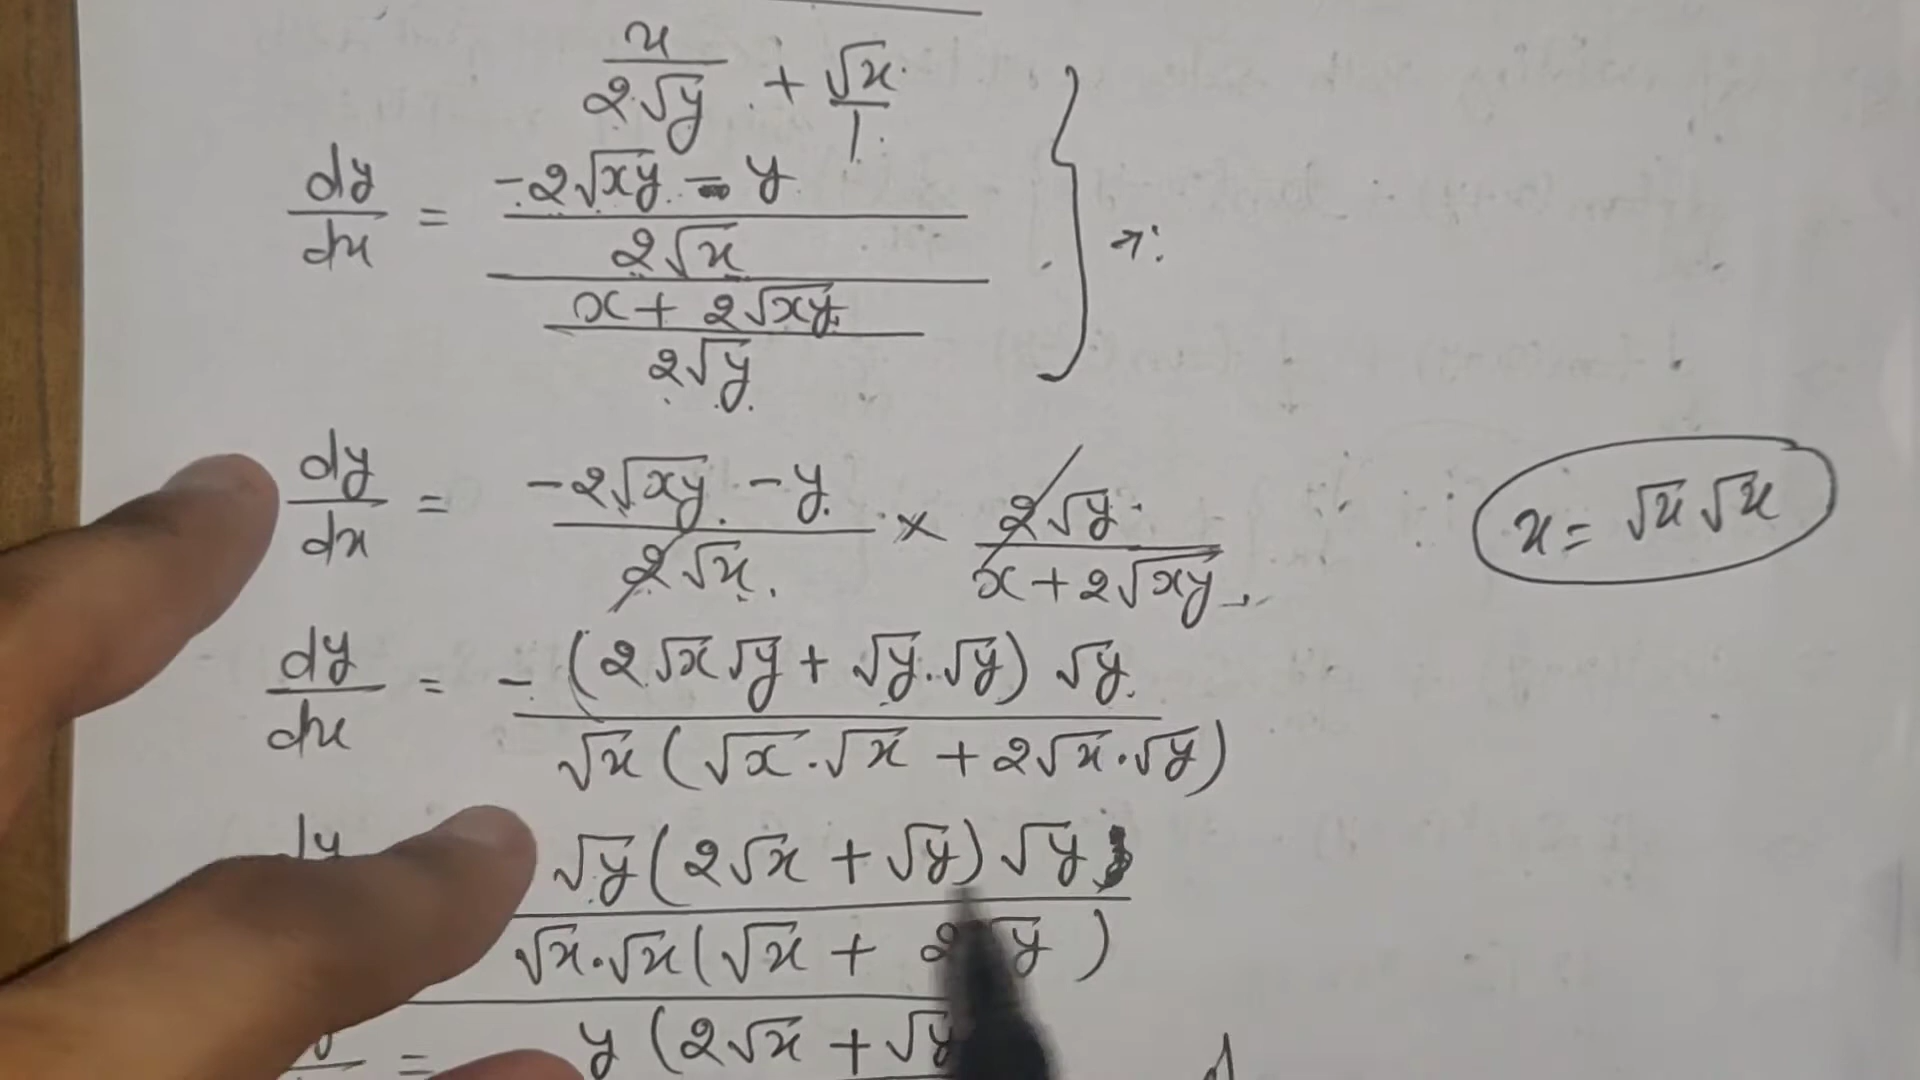 x/2√y + √x/1
dy/dx = ((-2√xy - y)/(2√x))/((x + 2√xy)/(2√y)) } →:
dy/dx = (-2√xy - y)/(2√x) × (2√y)/(x + 2√xy)
x = √x √x
dy/dx = -(2√x√y + √y.√y)√y/(√x(√x.√x + 2√x.√y))
dy √y(2√x + √y)√y/(√x.√x(√x + 2√y))
y = y(2√x + √y